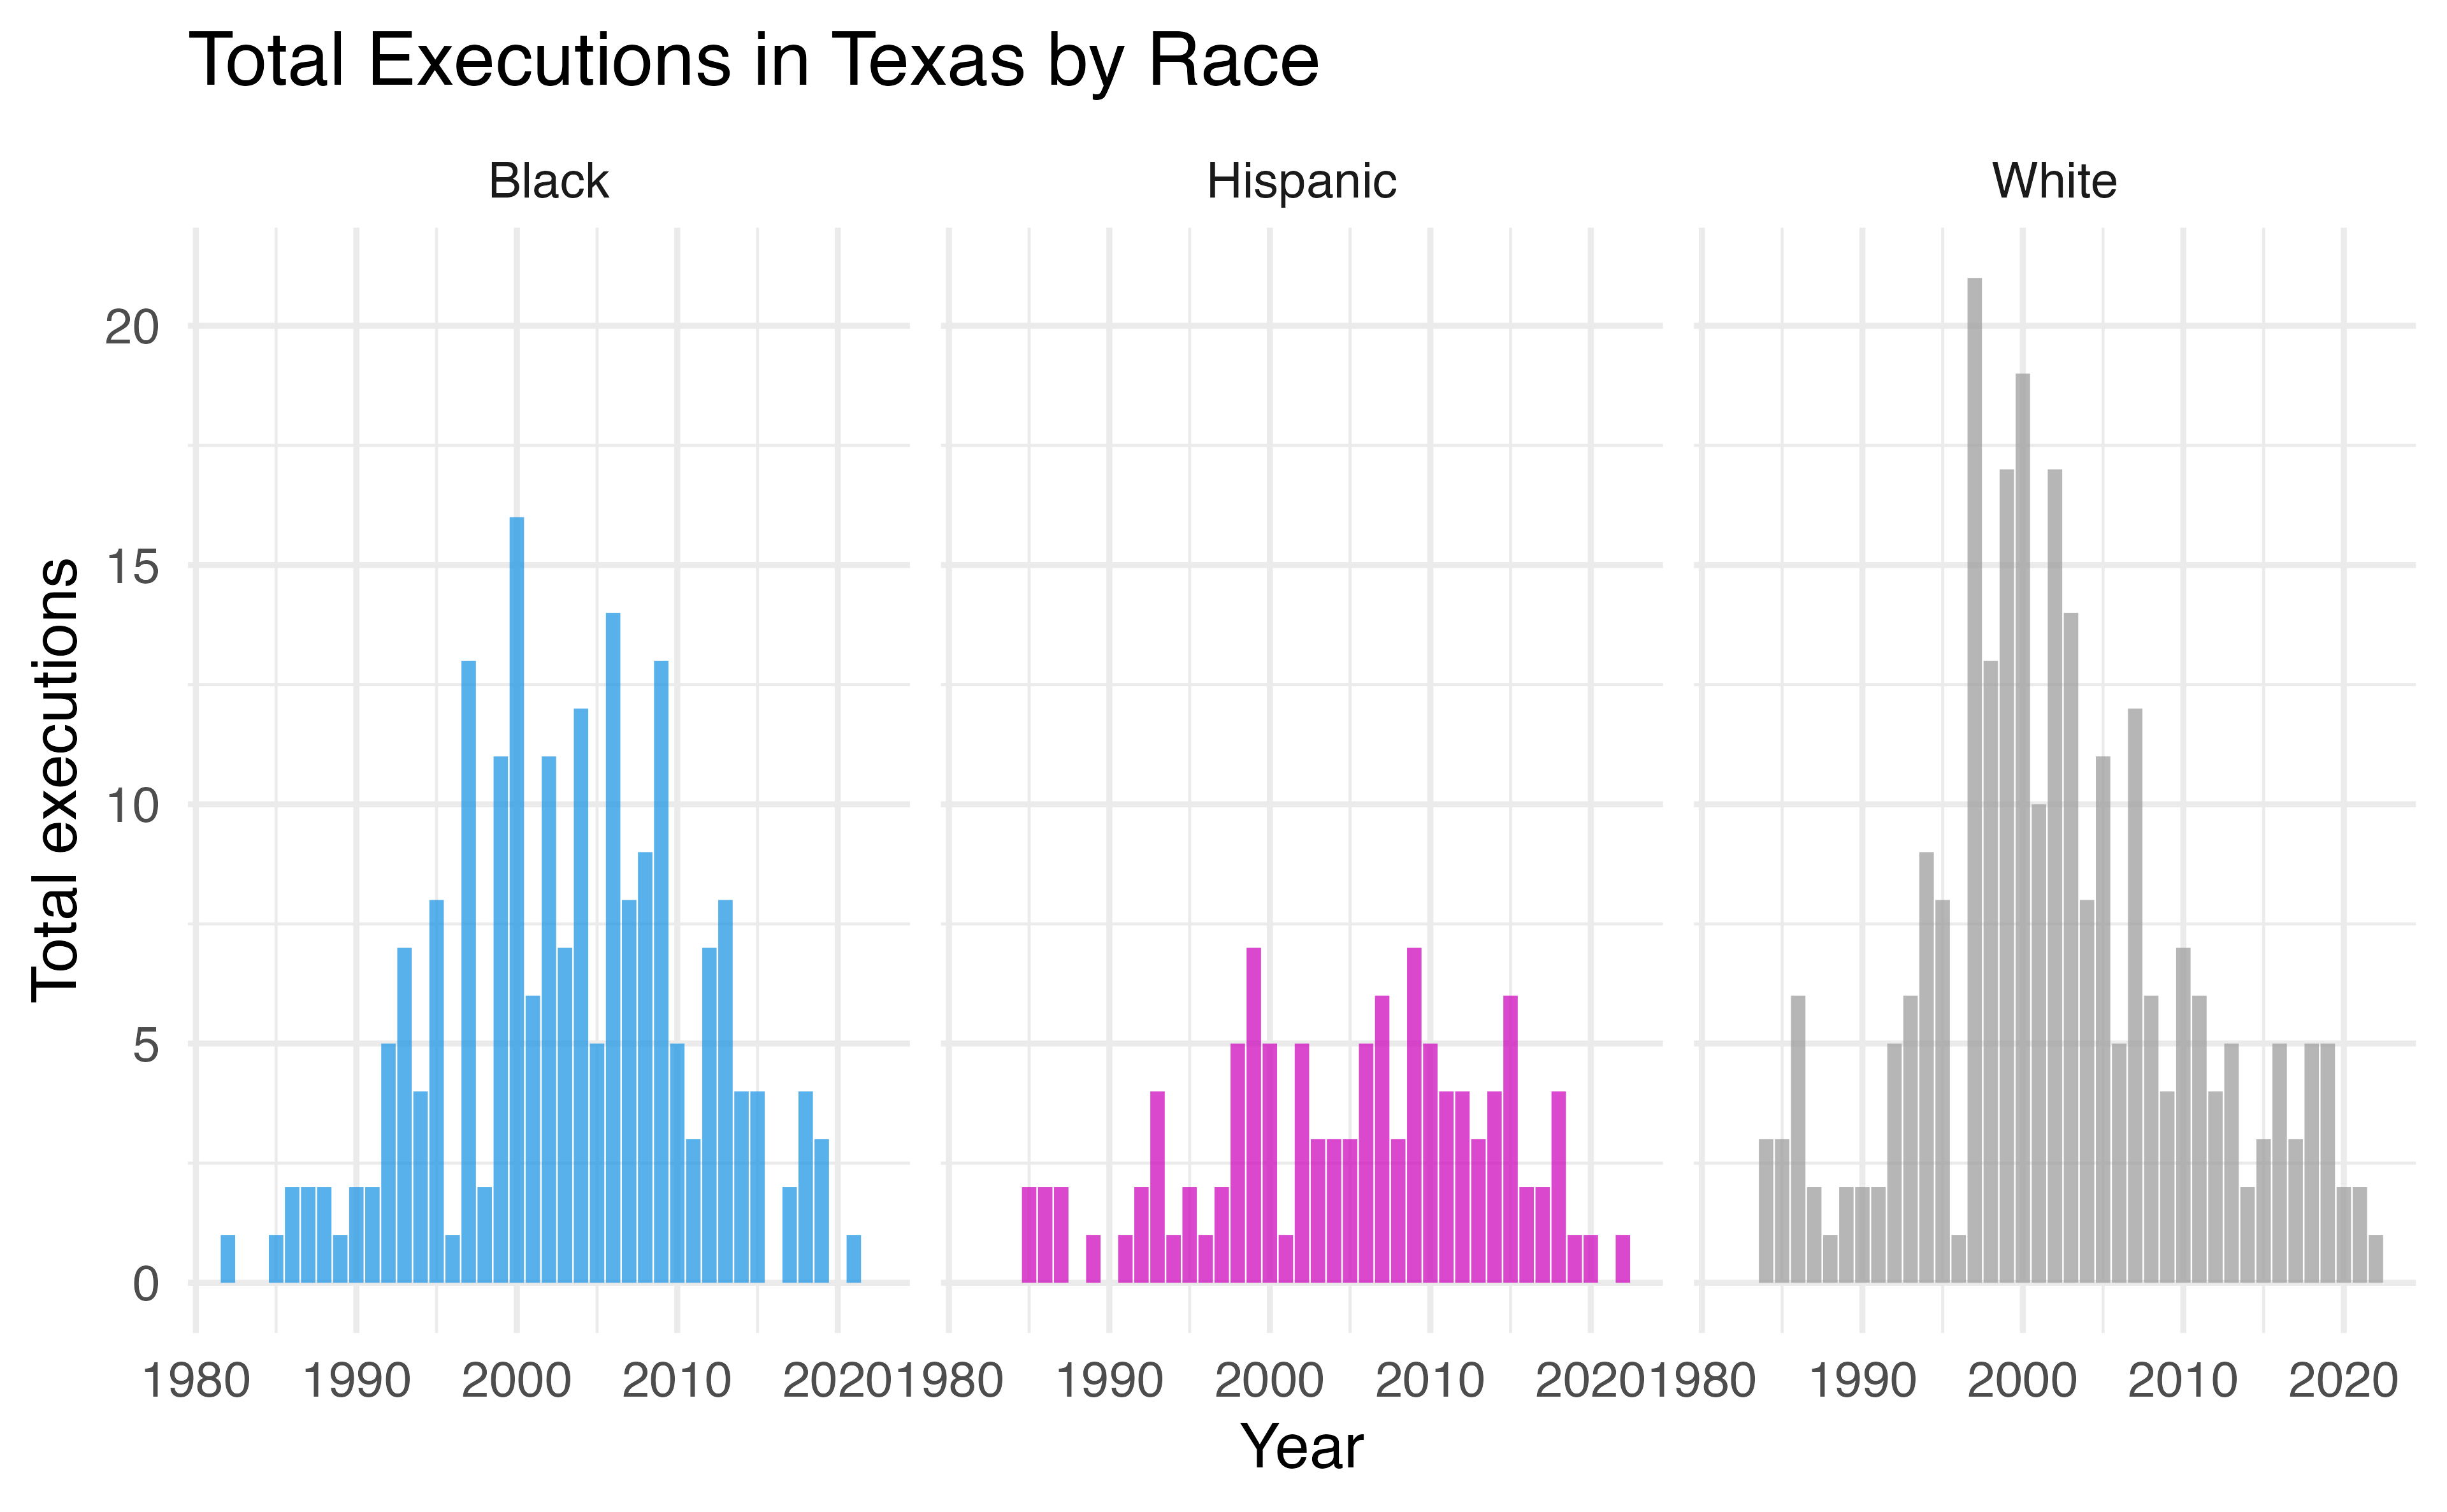 Total Executions in Texas by Race
Black Hispanic White
Total executions
20
15
10
5
0
1980 1990 2000 2010 2020 1980 1990 2000 2010 2020 1980 1990 2000 2010 2020
Year